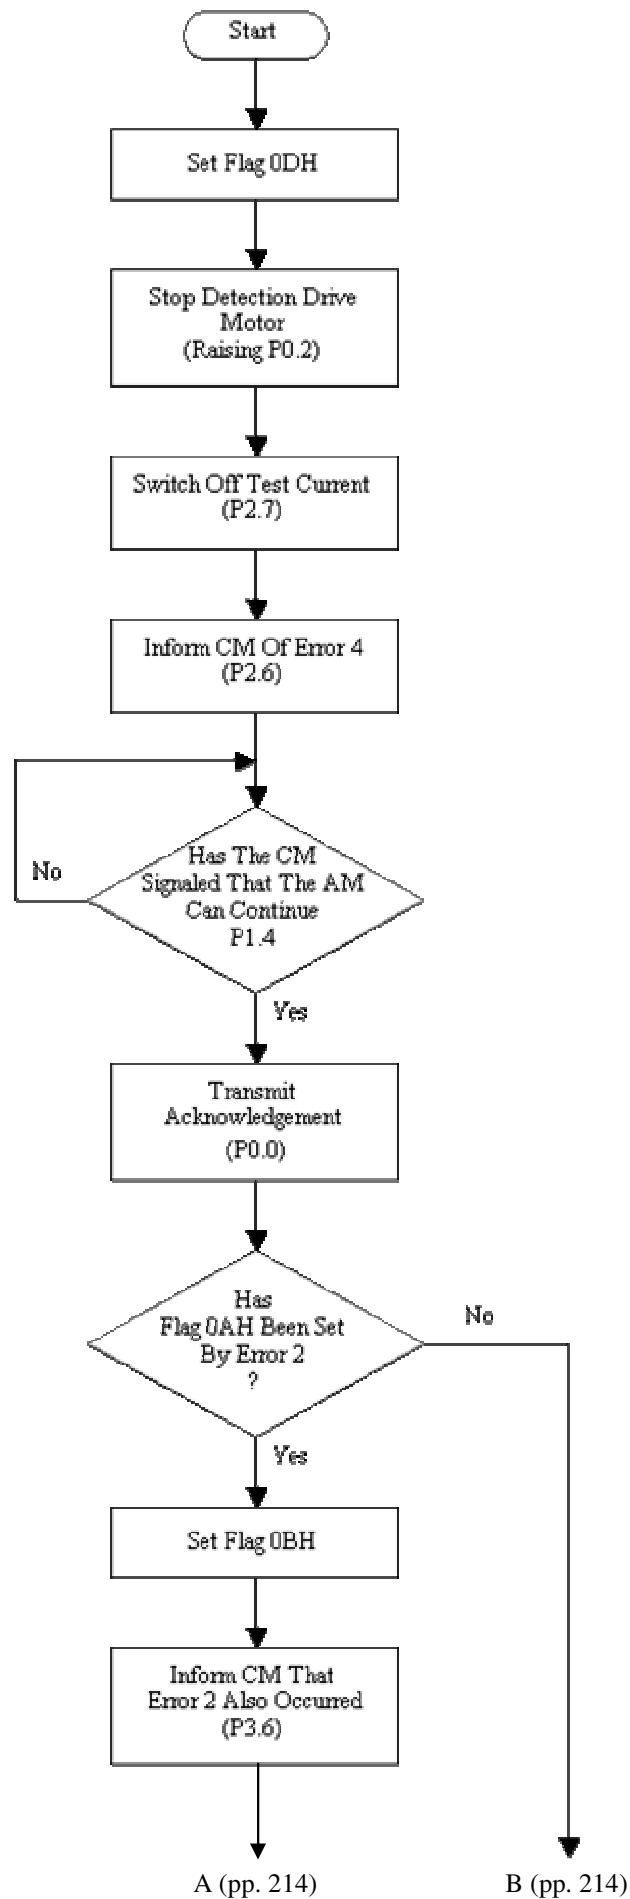 Start
Set Flag 0DH
Stop Detection Drive
Motor
(Raising P0.2)
Switch Off Test Current
(P2.7)
Inform CM Of Error 4
(P2.6)
Has The CM
Signaled That The AM
Can Continue
P1.4
No
Yes
Transmit
Acknowledgement
(P0.0)
Has
Flag 0AH Been Set
By Error 2
?
No
Yes
Set Flag 0BH
Inform CM That
Error 2 Also Occurred
(P3.6)
A (pp. 214)
B (pp. 214)